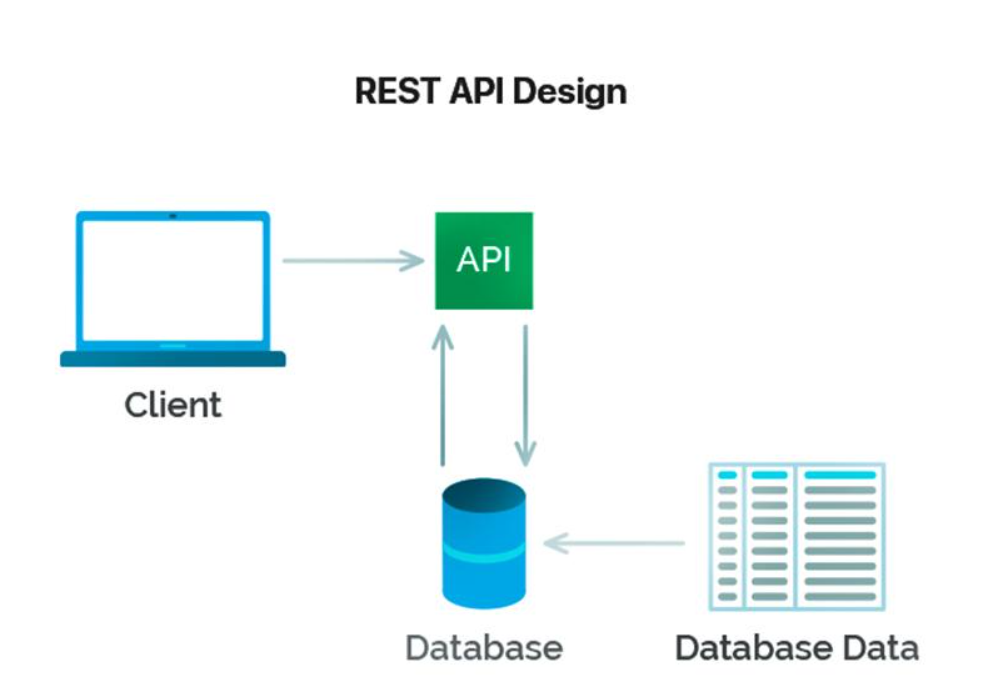 REST API Design
API
Client
Database
Database Data